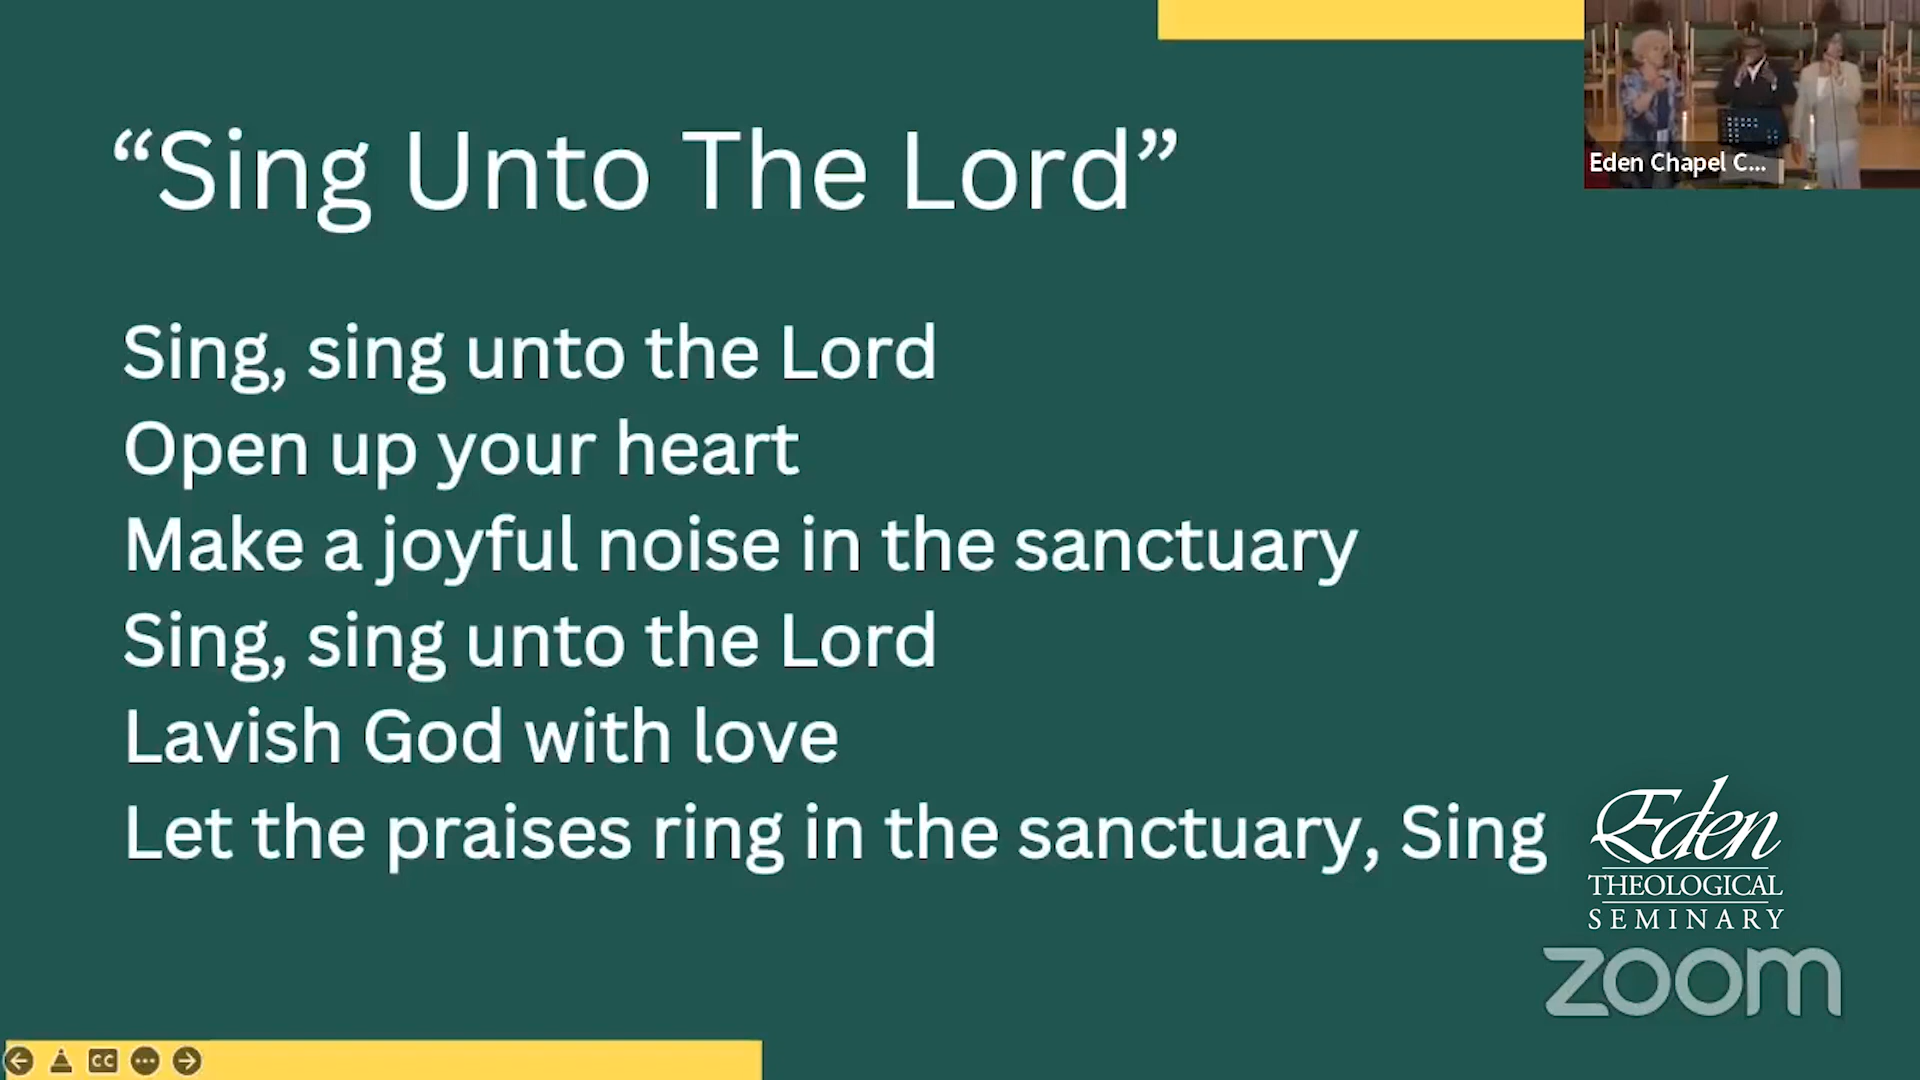 “Sing Unto The Lord”
Eden Chapel C...
Sing, sing unto the Lord
Open up your heart
Make a joyful noise in the sanctuary
Sing, sing unto the Lord
Lavish God with love
Let the praises ring in the sanctuary, Sing
Eden
THEOLOGICAL
SEMINARY
zoom
CC